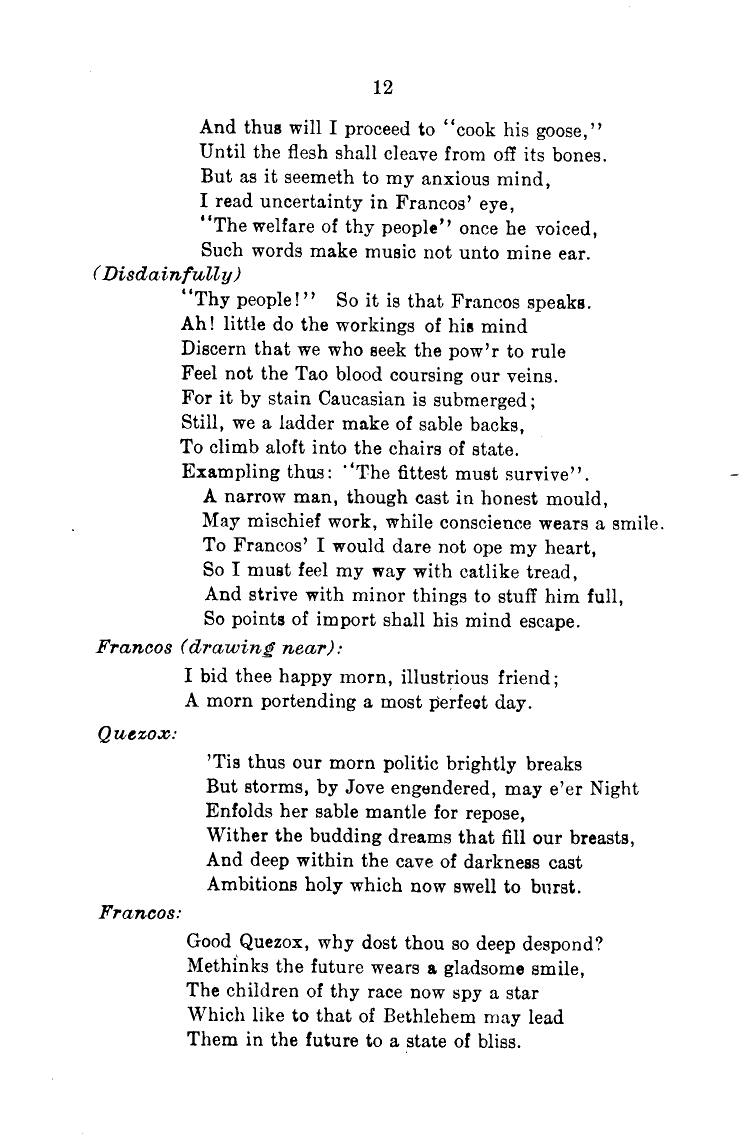 12
And thus will I proceed to ‘‘cook his goose,’’
Until the flesh shall cleave from off its bones.
But as it seemeth to my anxious mind,
I read uncertainty in Francos’ eye,
‘‘The welfare of thy people’’ once he voiced,
Such words make music not unto mine ear.
(Disdainfully)
‘‘Thy people!’’ So it is that Francos speaks.
Ah! little do the workings of his mind
Discern that we who seek the pow’r to rule
Feel not the Tao blood coursing our veins.
For it by stain Caucasian is submerged;
Still, we a ladder make of sable backs,
To climb aloft into the chairs of state.
Exampling thus: ‘‘The fittest must survive’’.
A narrow man, though cast in honest mould,
May mischief work, while conscience wears a smile.
To Francos’ I would dare not ope my heart,
So I must feel my way with catlike tread,
And strive with minor things to stuff him full,
So points of import shall his mind escape.
Francos (drawing near):
I bid thee happy morn, illustrious friend;
A morn portending a most perfect day.
Quezox:
’Tis thus our morn politic brightly breaks
But storms, by Jove engendered, may e’er Night
Enfolds her sable mantle for repose,
Wither the budding dreams that fill our breasts,
And deep within the cave of darkness cast
Ambitions holy which now swell to burst.
Francos:
Good Quezox, why dost thou so deep despond?
Methinks the future wears a gladsome smile,
The children of thy race now spy a star
Which like to that of Bethlehem may lead
Them in the future to a state of bliss.